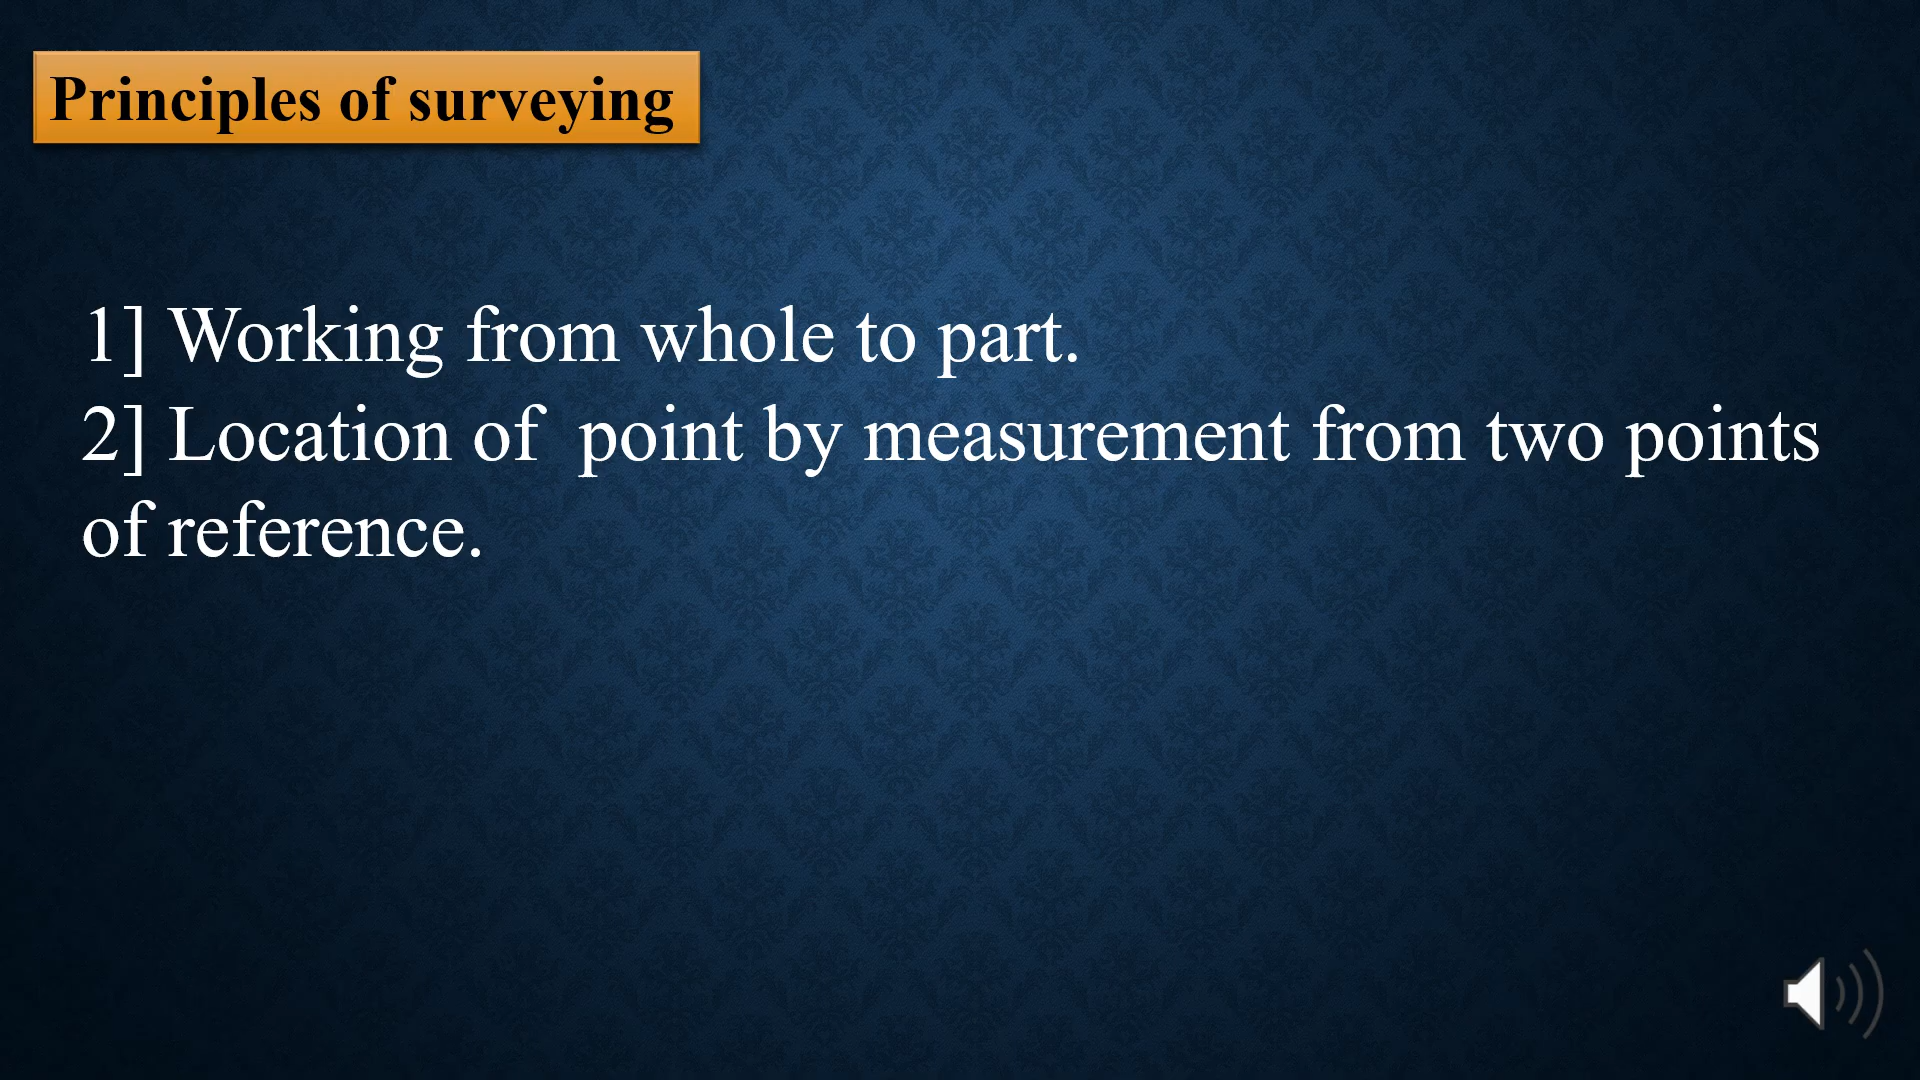 Principles of surveying
1] Working from whole to part.
2] Location of  point by measurement from two points
of reference.